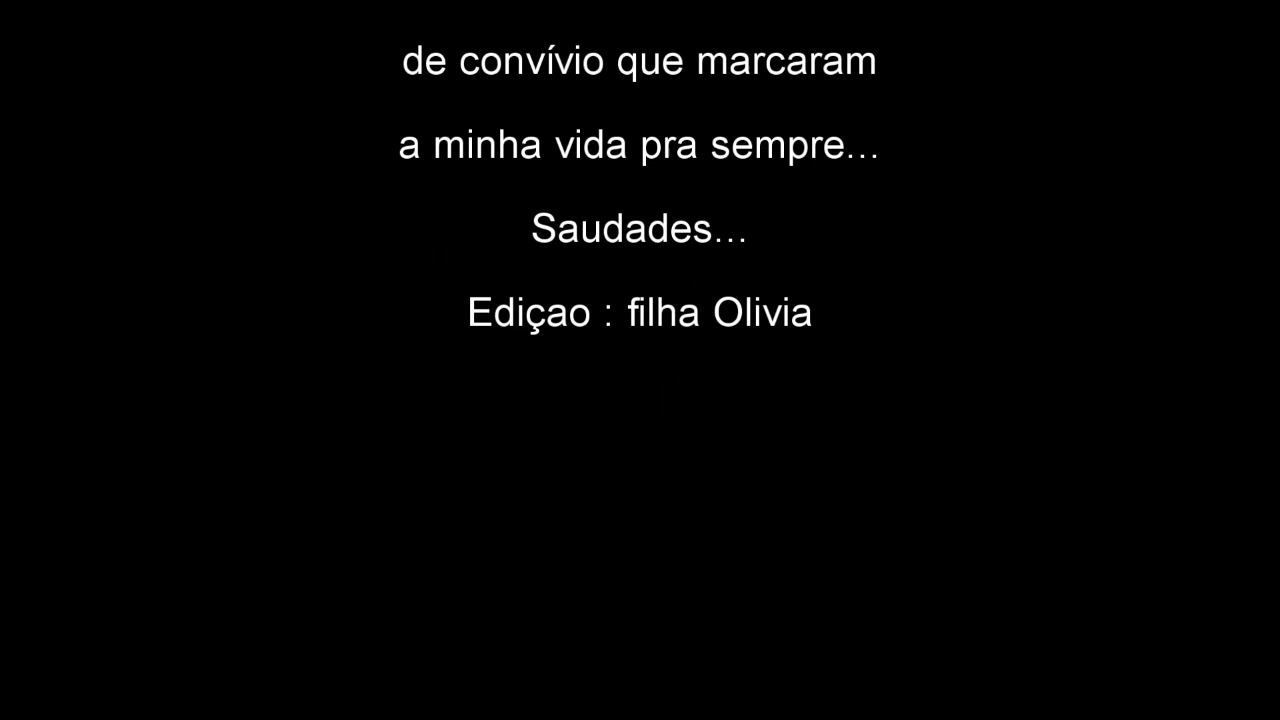 de convívio que marcaram
a minha vida pra sempre...
Saudades...
Ediçao : filha Olivia